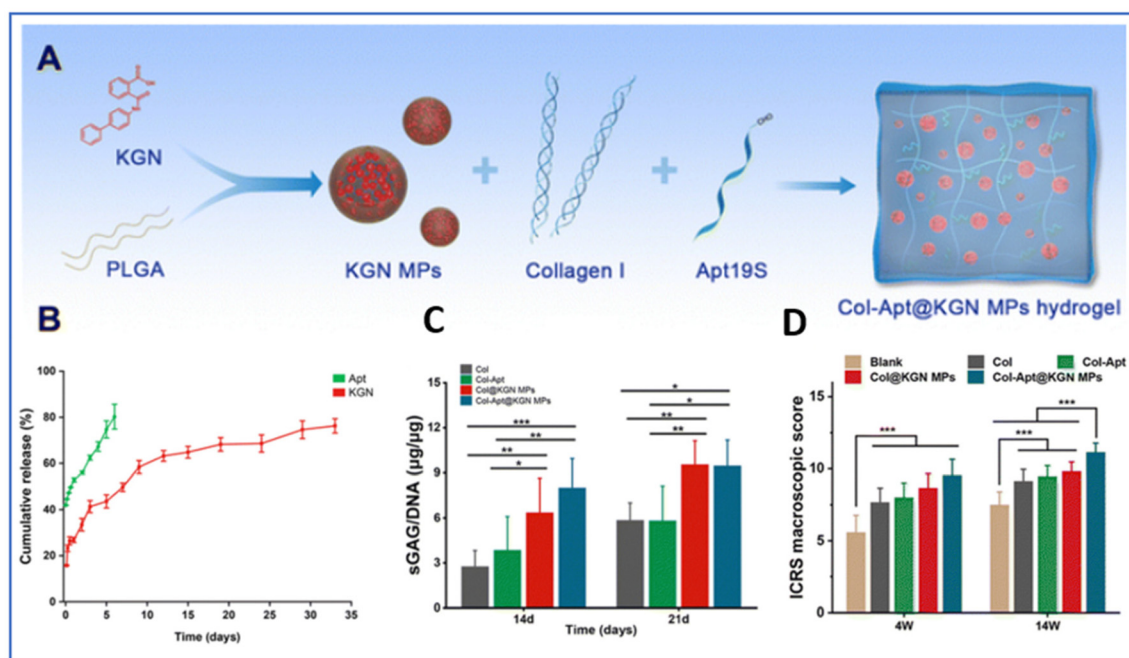 A
KGN
PLGA
KGN MPs
Collagen I
Apt19S
Col-Apt@KGN MPs hydrogel
B
Cumulative release (%)
100
80
60
40
20
0
Apt
KGN
0 5 10 15 20 25 30 35
Time (days)
C
Col
Col-Apt
Col@KGN MPs
Col-Apt@KGN MPs
sGAG/DNA (µg/µg)
15
12
9
6
3
0
***
**
**
*
*
*
**
**
14d 21d
Time (days)
D
Blank Col Col-Apt
Col@KGN MPs Col-Apt@KGN MPs
ICRS macroscopic score
15
10
5
0
***
***
***
4W 14W